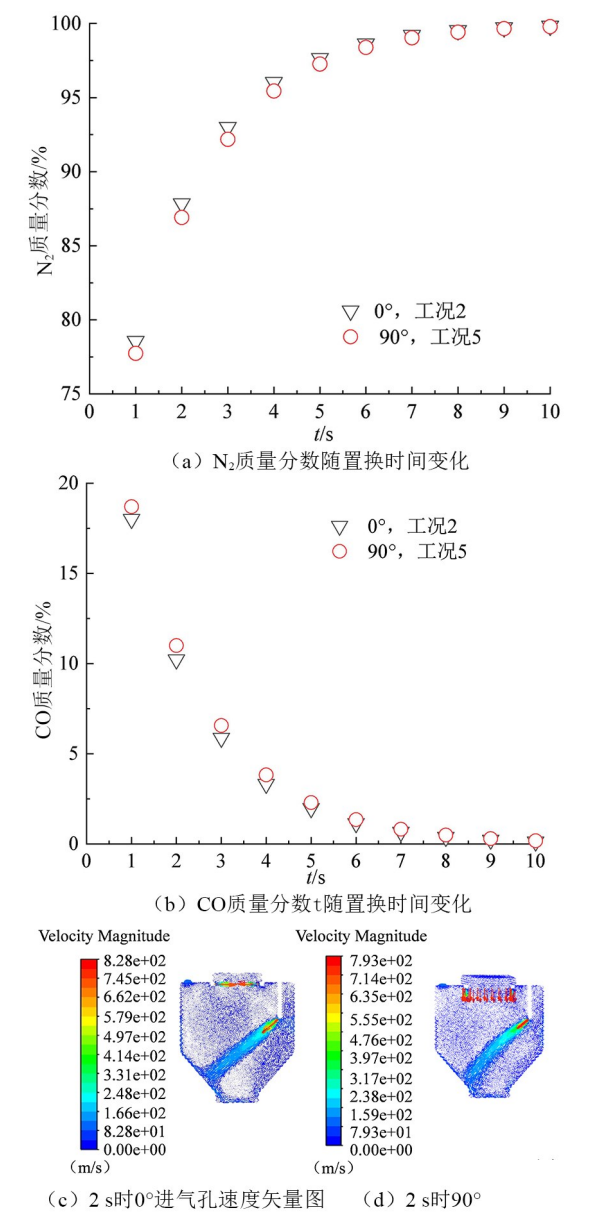 100
95
90
85
80
75
N₂质量分数/%
0°，工况2
90°，工况5
0 1 2 3 4 5 6 7 8 9 10
t/s
（a）N₂质量分数随置换时间变化
20
15
10
5
0
CO质量分数/%
0°，工况2
90°，工况5
0 1 2 3 4 5 6 7 8 9 10
t/s
（b）CO质量分数t随置换时间变化
Velocity Magnitude
8.28e+02
7.45e+02
6.62e+02
5.79e+02
4.97e+02
4.14e+02
3.31e+02
2.48e+02
1.66e+02
8.28e+01
0.00e+00
（m/s）
Velocity Magnitude
7.93e+02
7.14e+02
6.35e+02
5.55e+02
4.76e+02
3.97e+02
3.17e+02
2.38e+02
1.59e+02
7.93e+01
0.00e+00
（m/s）
（c）2 s时0°进气孔速度矢量图 （d）2 s时90°